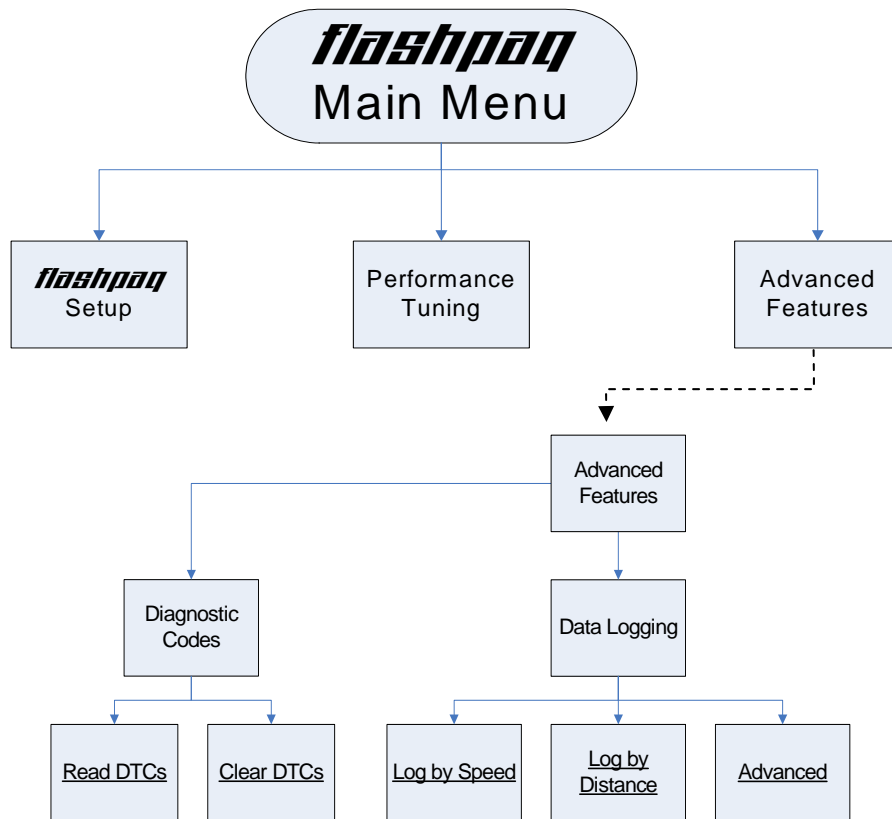 flashpaq
Main Menu
flashpaq
Setup
Performance
Tuning
Advanced
Features
Advanced
Features
Diagnostic
Codes
Data Logging
Read DTCs
Clear DTCs
Log by Speed
Log by
Distance
Advanced